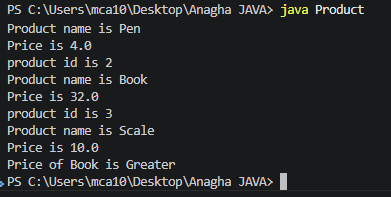 PS C:\Users\mca10\Desktop\Anagha JAVA> java Product
Product name is Pen
Price is 4.0
product id is 2
Product name is Book
Price is 32.0
product id is 3
Product name is Scale
Price is 10.0
Price of Book is Greater
PS C:\Users\mca10\Desktop\Anagha JAVA>